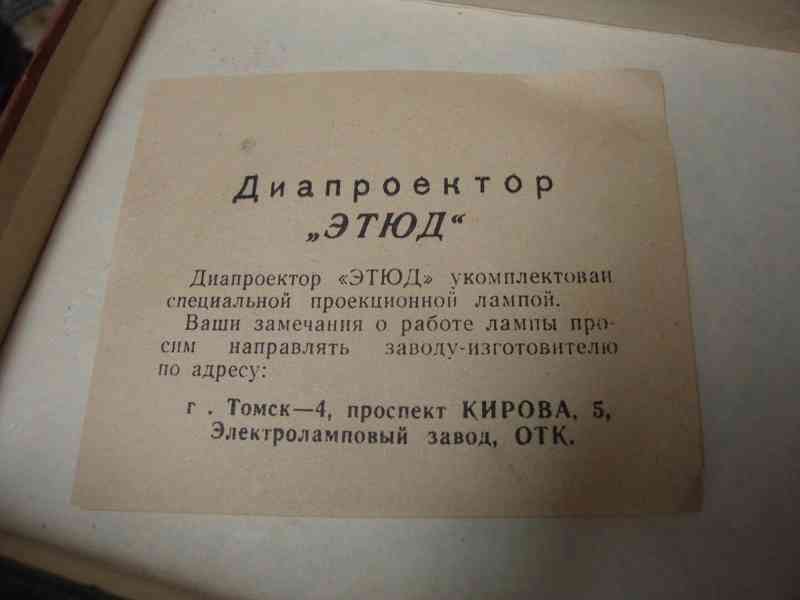 Диапроектор
„ЭТЮД“
Диапроектор «ЭТЮД» укомплектован
специальной проекционной лампой.
Ваши замечания о работе лампы про-
сим направлять заводу-изготовителю
по адресу:
г . Томск—4, проспект КИРОВА, 5,
Электроламповый завод, ОТК.